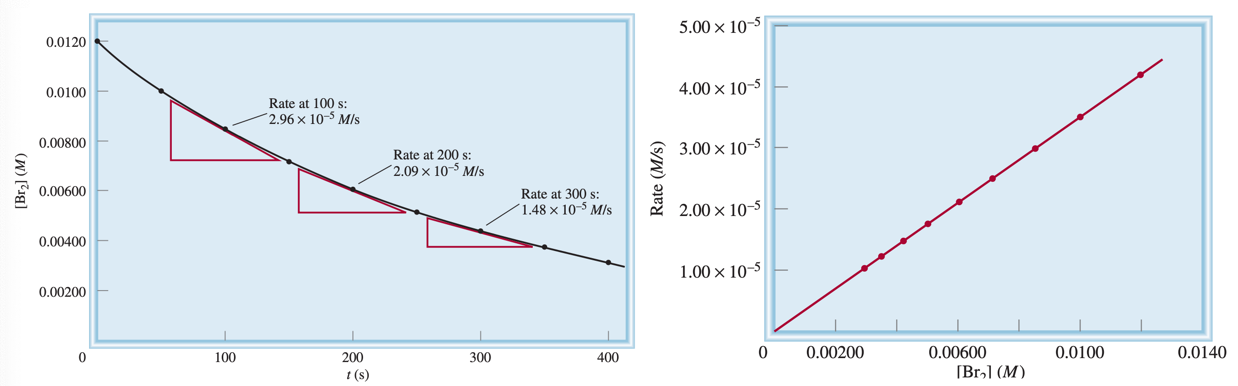 0.0120
0.0100
0.00800
0.00600
0.00400
0.00200
0
[Br₂] (M)
Rate at 100 s:
2.96 × 10⁻⁵ M/s
Rate at 200 s:
2.09 × 10⁻⁵ M/s
Rate at 300 s:
1.48 × 10⁻⁵ M/s
100 200 300 400
t (s)
5.00 × 10⁻⁵
4.00 × 10⁻⁵
3.00 × 10⁻⁵
2.00 × 10⁻⁵
1.00 × 10⁻⁵
Rate (M/s)
0 0.00200 0.00600 0.0100 0.0140
[Br₂] (M)